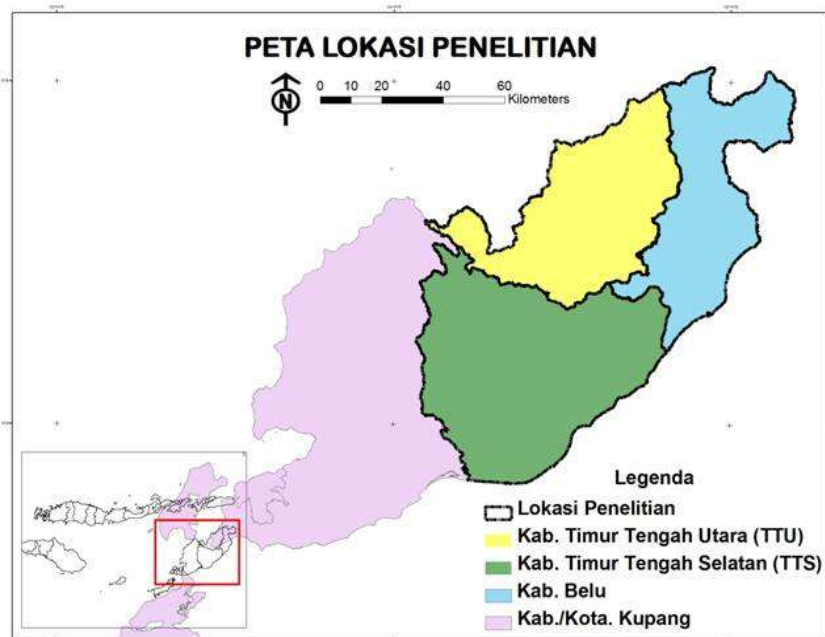 PETA LOKASI PENELITIAN
N
0 10 20 40 60
Kilometers
Legenda
Lokasi Penelitian
Kab. Timur Tengah Utara (TTU)
Kab. Timur Tengah Selatan (TTS)
Kab. Belu
Kab./Kota. Kupang